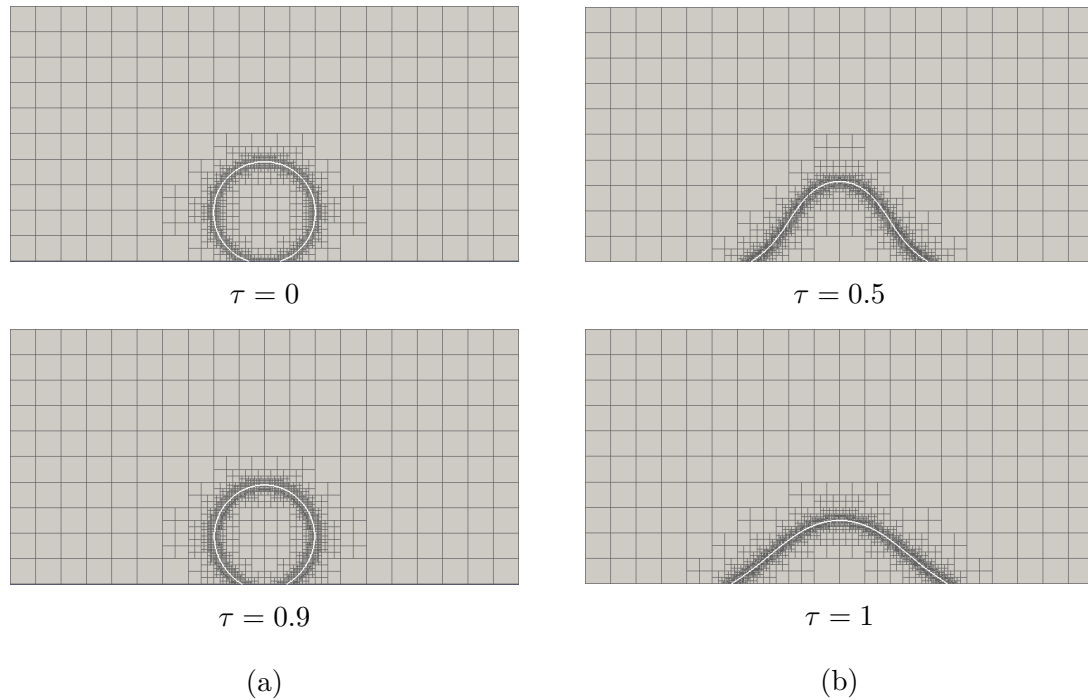 τ = 0
τ = 0.5
τ = 0.9
τ = 1
(a)
(b)